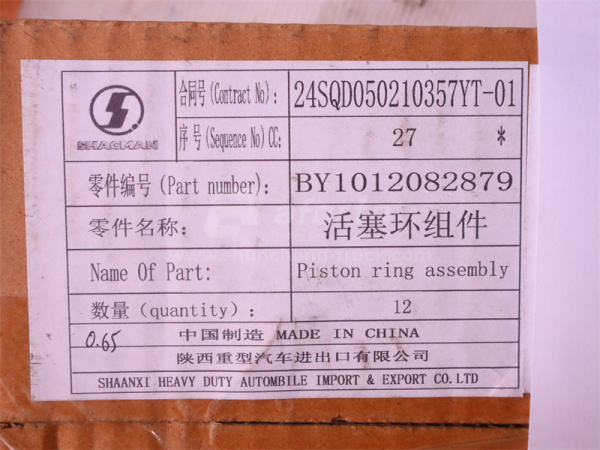 合同号(Contract No): 24SQD050210357YT-01
SHACMAN
序号(Sequence No)CC: 27 *
零件编号(Part number): BY1012082879
零件名称: 活塞环组件
Name Of Part: Piston ring assembly
数量(quantity): 12
0.65
中国制造 MADE IN CHINA
陕西重型汽车进出口有限公司
SHAANXI HEAVY DUTY AUTOMBILE IMPORT & EXPORT CO.LTD